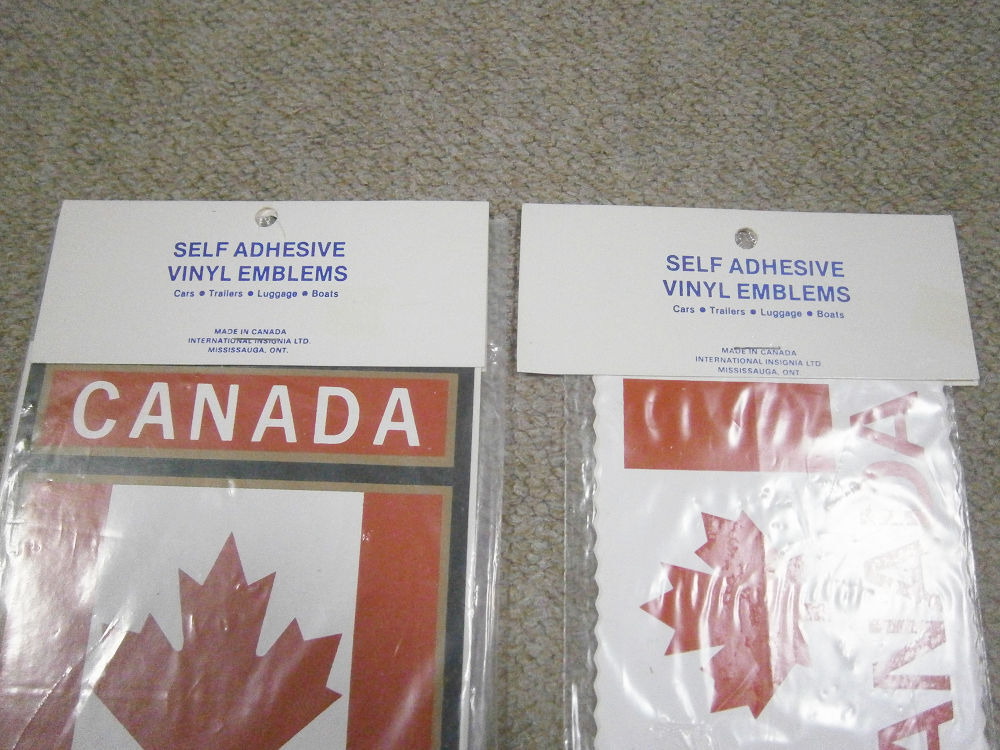 SELF ADHESIVE
VINYL EMBLEMS
Cars • Trailers • Luggage • Boats
MADE IN CANADA
INTERNATIONAL INSIGNIA LTD.
MISSISSAUGA, ONT.
CANADA
SELF ADHESIVE
VINYL EMBLEMS
Cars • Trailers • Luggage • Boats
MADE IN CANADA
INTERNATIONAL INSIGNIA LTD
MISSISSAUGA, ONT.
ANADA